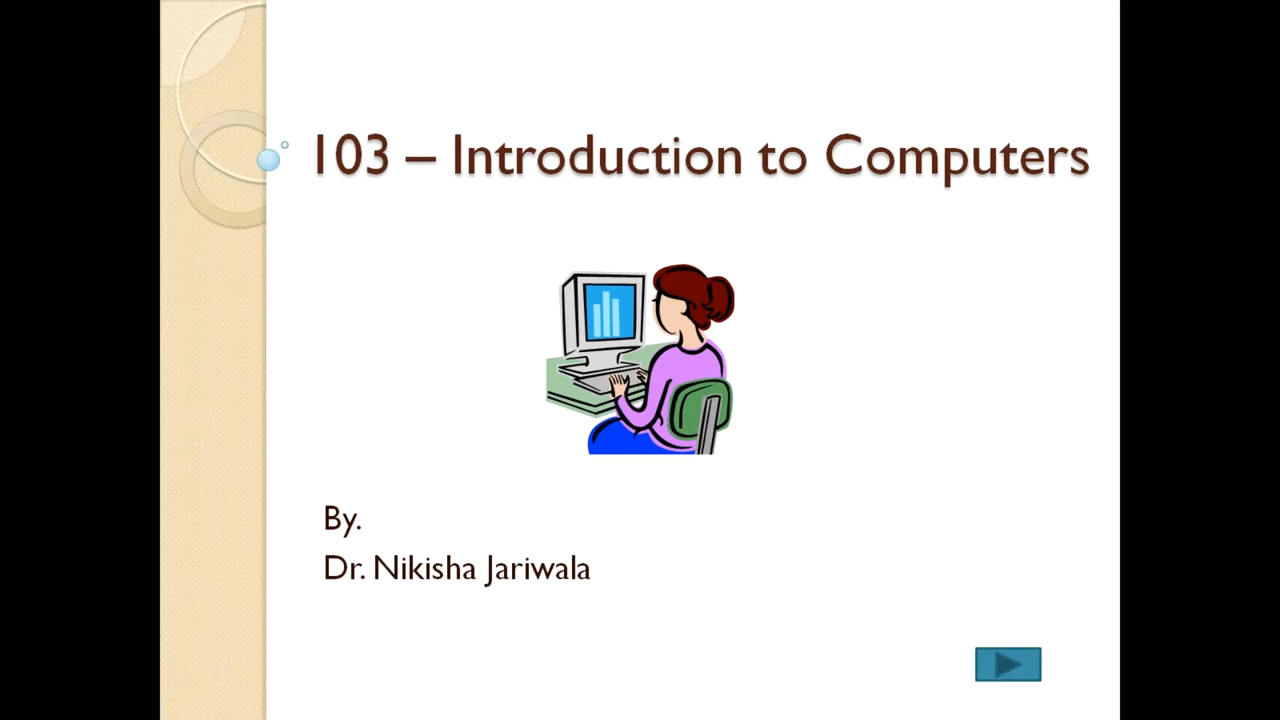 103 – Introduction to Computers
By.
Dr. Nikisha Jariwala